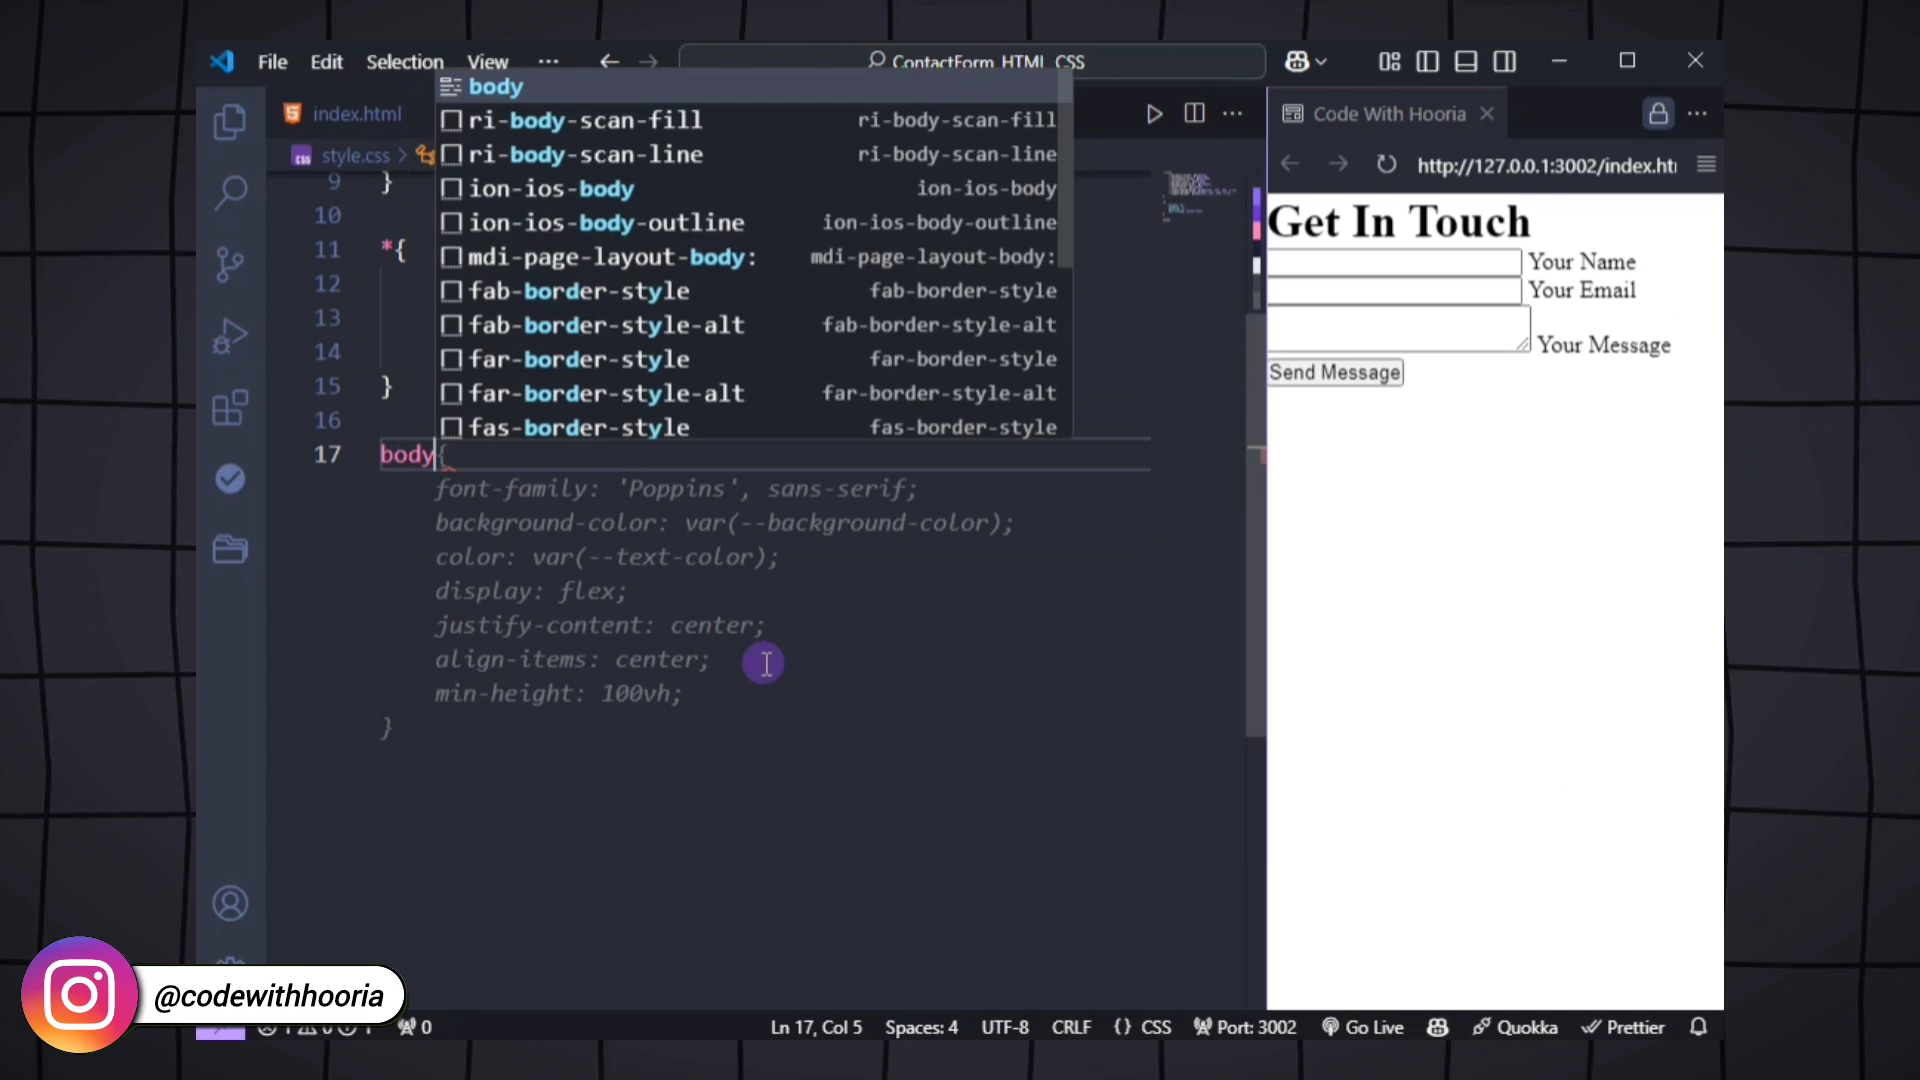 File Edit Selection View ··· ContactForm_HTML_CSS
index.html
style.css >
body
ri-body-scan-fill ri-body-scan-fill
ri-body-scan-line ri-body-scan-line
ion-ios-body ion-ios-body
ion-ios-body-outline ion-ios-body-outline
mdi-page-layout-body: mdi-page-layout-body:
fab-border-style fab-border-style
fab-border-style-alt fab-border-style-alt
far-border-style far-border-style
far-border-style-alt far-border-style-alt
fas-border-style fas-border-style
9 }
10
11 *{
12
13
14
15 }
16
17 body{
font-family: 'Poppins', sans-serif;
background-color: var(--background-color);
color: var(--text-color);
display: flex;
justify-content: center;
align-items: center;
min-height: 100vh;
}
Code With Hooria
http://127.0.0.1:3002/index.ht
Get In Touch
Your Name
Your Email
Your Message
Send Message
@codewithhooria
0 Ln 17, Col 5 Spaces: 4 UTF-8 CRLF {} CSS Port: 3002 Go Live Quokka Prettier